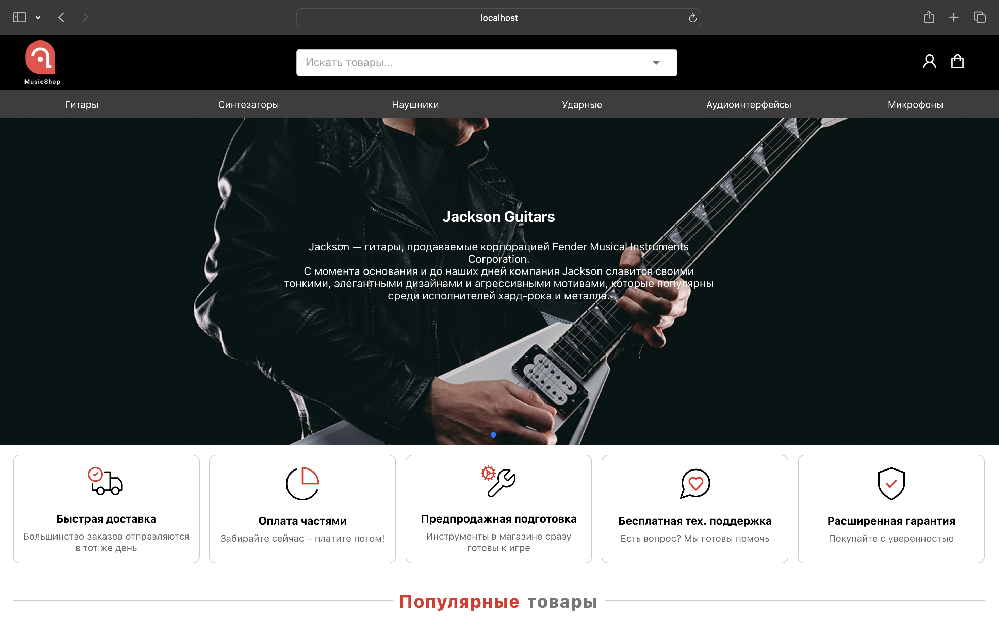 localhost
MusicShop
Искать товары...
Гитары
Синтезаторы
Наушники
Ударные
Аудиоинтерфейсы
Микрофоны
Jackson Guitars
Jackson — гитары, продаваемые корпорацией Fender Musical Instruments
Corporation.
С момента основания и до наших дней компания Jackson славится своими
тонкими, элегантными дизайнами и агрессивными мотивами, которые популярны
среди исполнителей хард-рока и металла.
Быстрая доставка
Большинство заказов отправляются
в тот же день
Оплата частями
Забирайте сейчас – платите потом!
Предпродажная подготовка
Инструменты в магазине сразу
готовы к игре
Бесплатная тех. поддержка
Есть вопрос? Мы готовы помочь
Расширенная гарантия
Покупайте с уверенностью
Популярные товары